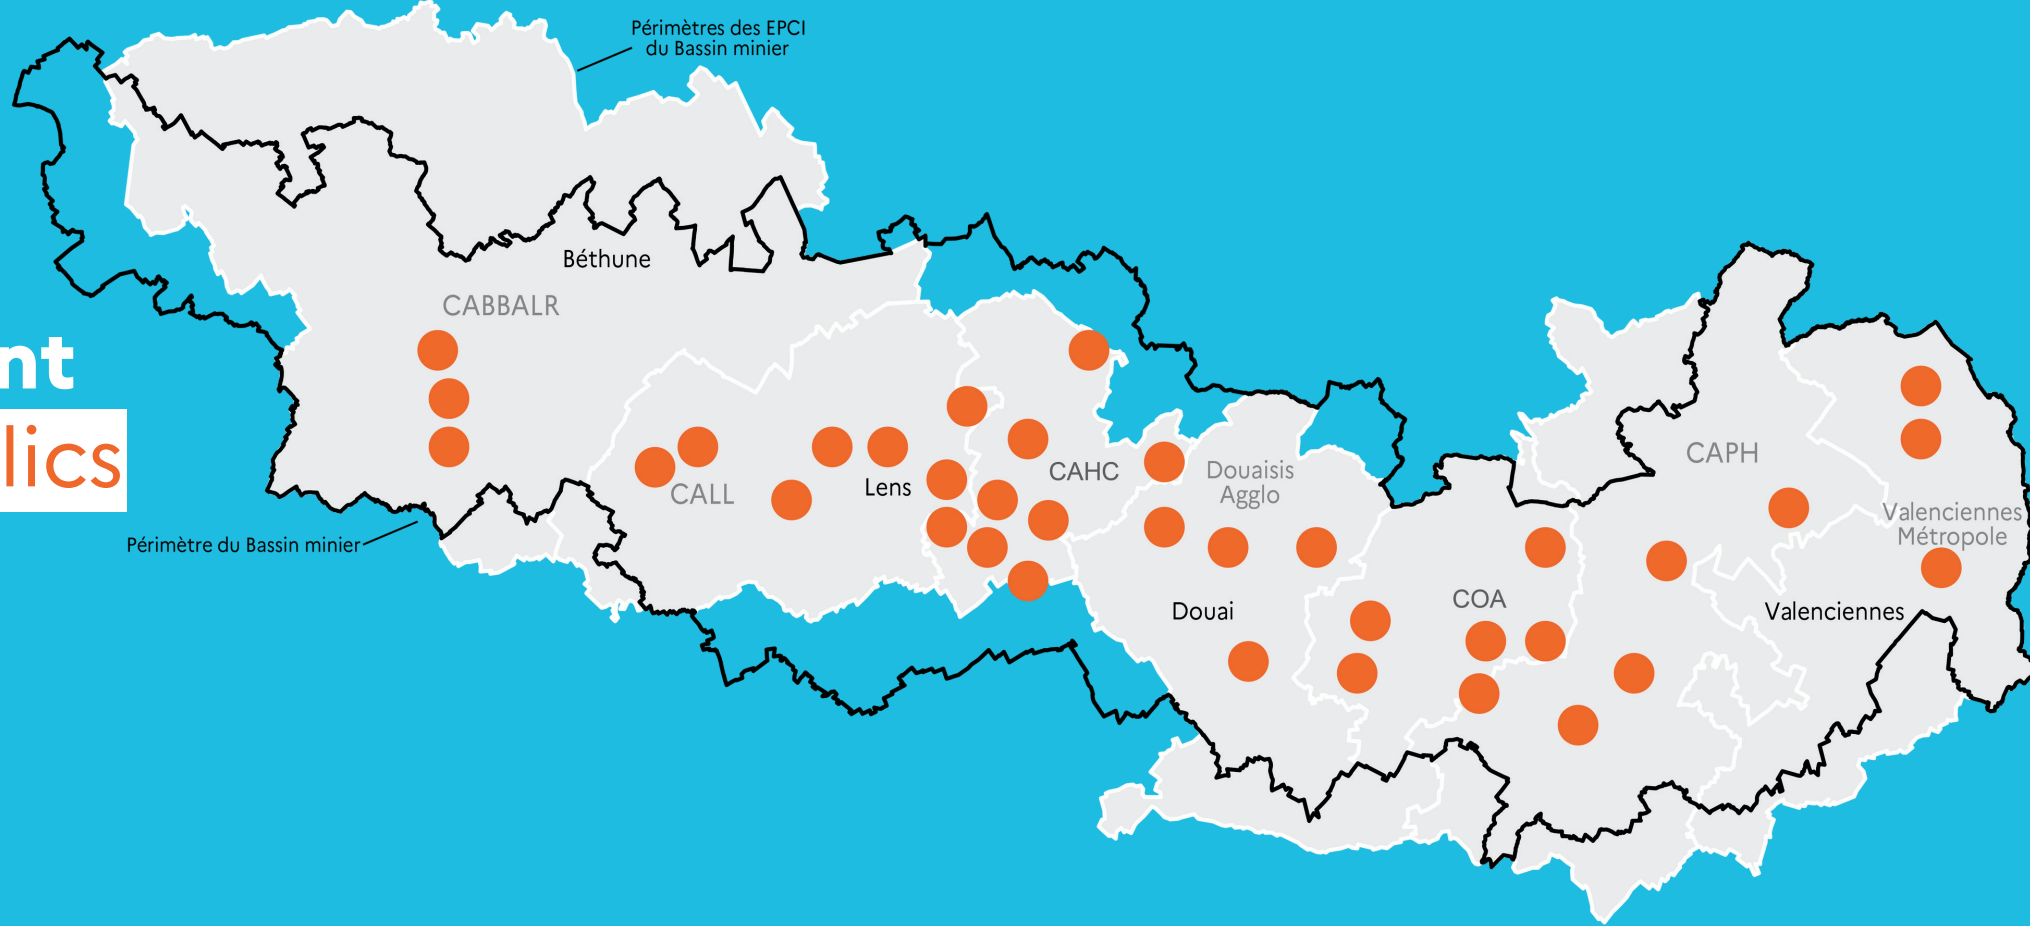 Périmètres des EPCI
du Bassin minier
Béthune
CABBALR
nt
lics
CALL
Lens
CAHC
Douaisis
Agglo
CAPH
Valenciennes
Métropole
Périmètre du Bassin minier
Douai
COA
Valenciennes